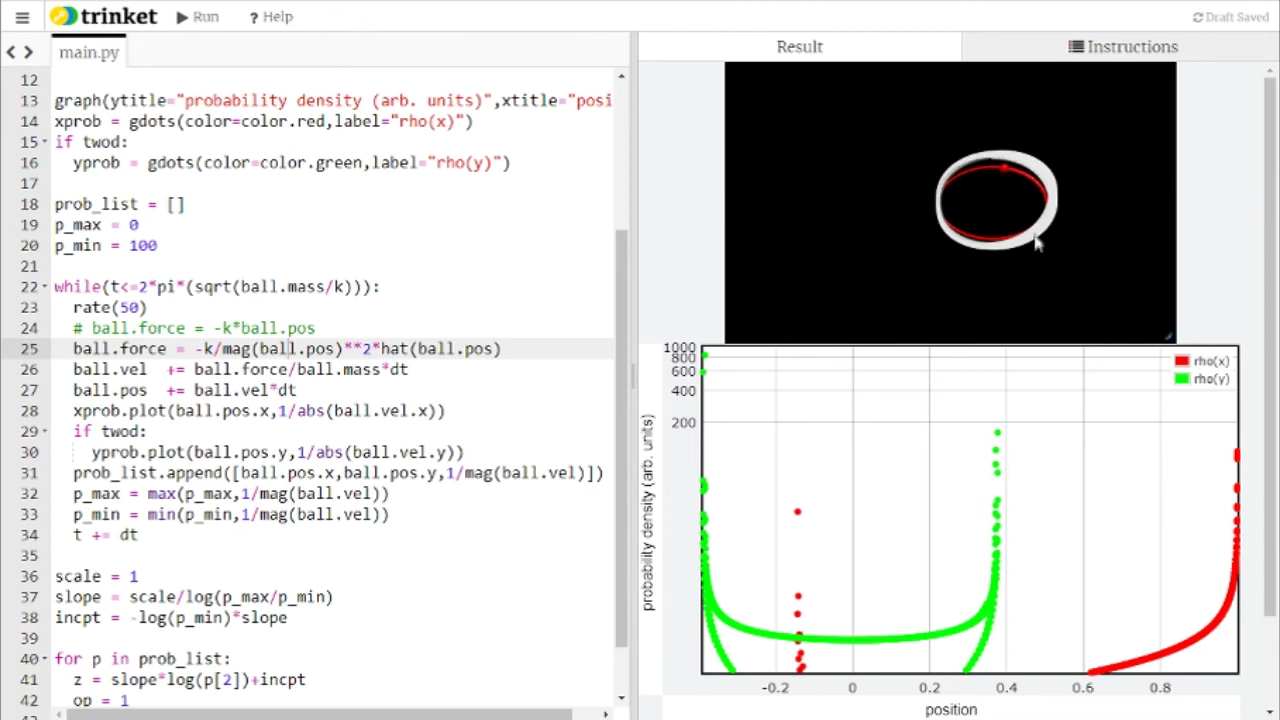 trinket
Run
? Help
Draft Saved
main.py
Result
Instructions
12
13 graph(ytitle="probability density (arb. units)",xtitle="posi
14 xprob = gdots(color=color.red,label="rho(x)")
15 if twod:
16 yprob = gdots(color=color.green,label="rho(y)")
17
18 prob_list = []
19 p_max = 0
20 p_min = 100
21
22 while(t<=2*pi*(sqrt(ball.mass/k))):
23 rate(50)
24 # ball.force = -k*ball.pos
25 ball.force = -k/mag(ball.pos)**2*hat(ball.pos)
26 ball.vel += ball.force/ball.mass*dt
27 ball.pos += ball.vel*dt
28 xprob.plot(ball.pos.x,1/abs(ball.vel.x))
29 if twod:
30 yprob.plot(ball.pos.y,1/abs(ball.vel.y))
31 prob_list.append([ball.pos.x,ball.pos.y,1/mag(ball.vel)])
32 p_max = max(p_max,1/mag(ball.vel))
33 p_min = min(p_min,1/mag(ball.vel))
34 t += dt
35
36 scale = 1
37 slope = scale/log(p_max/p_min)
38 incpt = -log(p_min)*slope
39
40 for p in prob_list:
41 z = slope*log(p[2])+incpt
42 op = 1
1000
800
600
400
200
probability density (arb. units)
rho(x)
rho(y)
-0.2 0 0.2 0.4 0.6 0.8
position